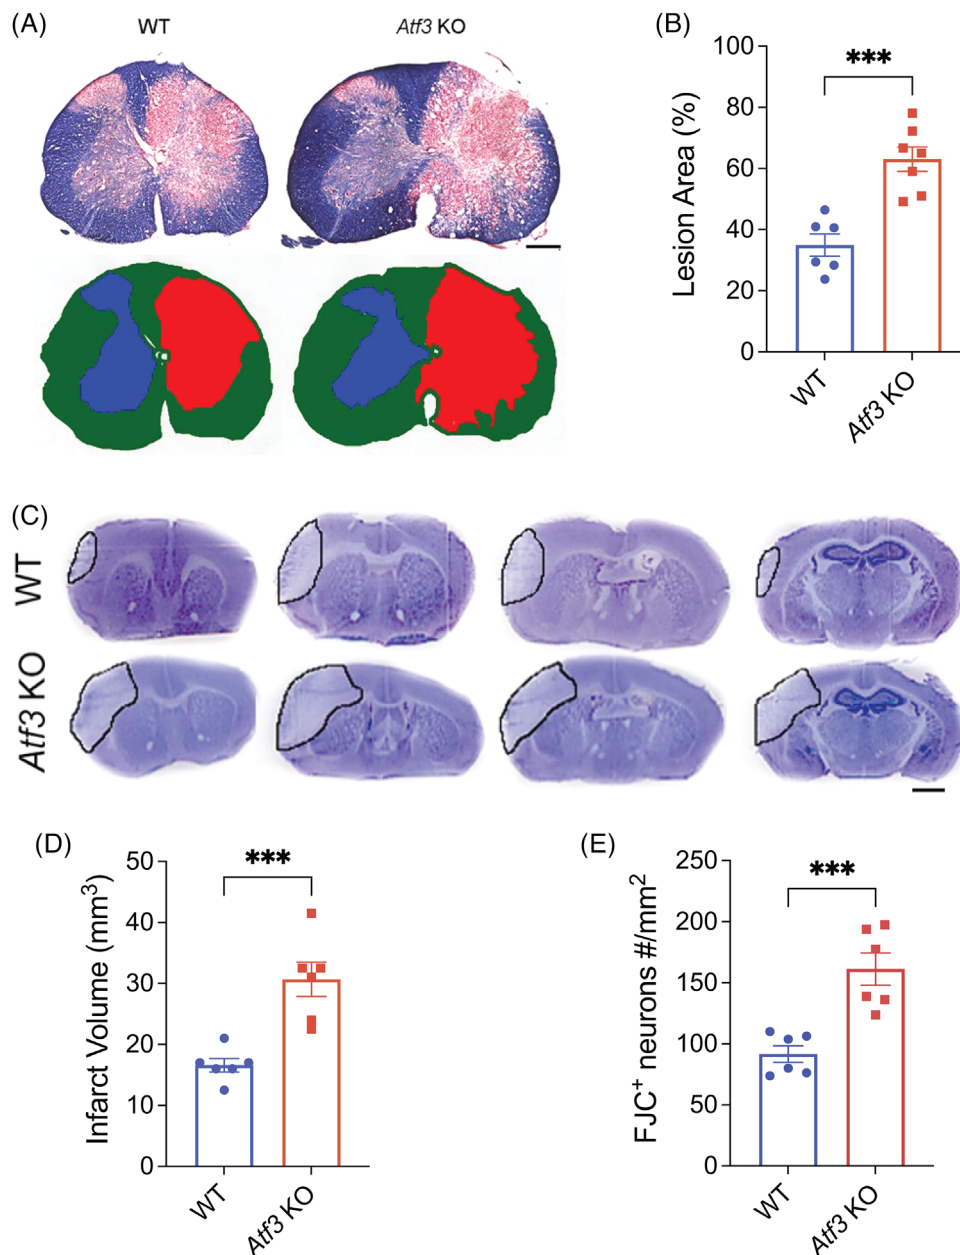 (A)
WT
Atf3 KO
(B)
Lesion Area (%)
100
80
60
40
20
0
***
WT
Atf3 KO
(C)
WT
Atf3 KO
(D)
Infarct Volume (mm³)
50
40
30
20
10
0
***
WT
Atf3 KO
(E)
FJC⁺ neurons #/mm²
250
200
150
100
50
0
***
WT
Atf3 KO